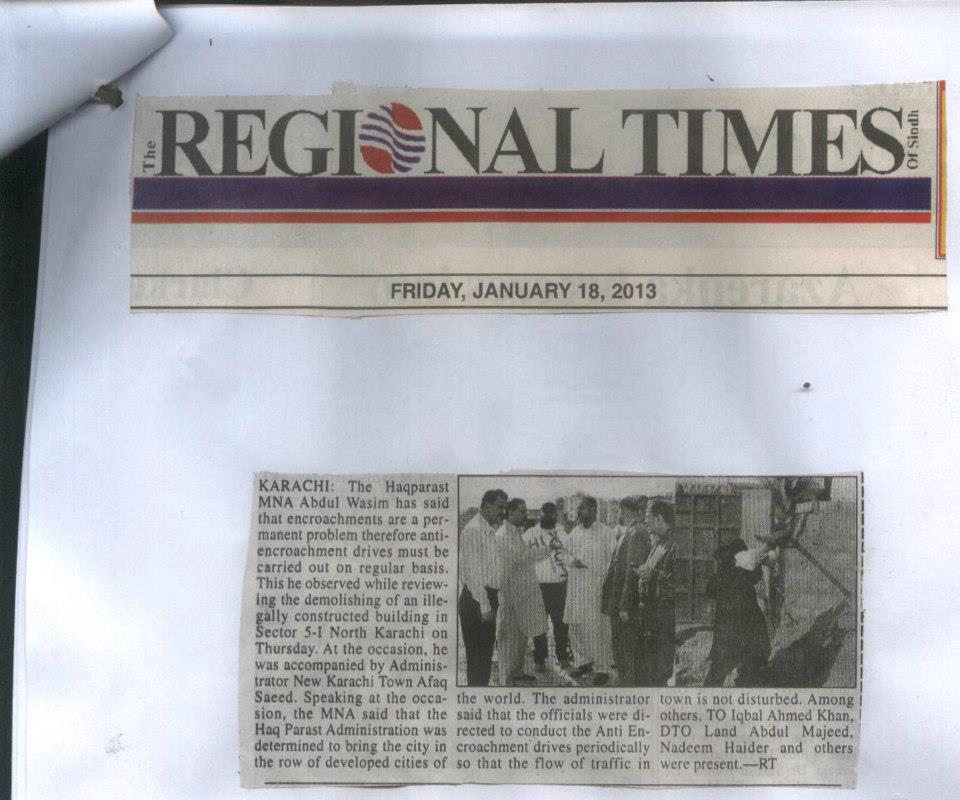 The REGIONAL TIMES Of Sindh
FRIDAY, JANUARY 18, 2013
KARACHI: The Haqparast
MNA Abdul Wasim has said
that encroachments are a per-
manent problem therefore anti-
encroachment drives must be
carried out on regular basis.
This he observed while review-
ing the demolishing of an ille-
gally constructed building in
Sector 5-I North Karachi on
Thursday. At the occasion, he
was accompanied by Adminis-
trator New Karachi Town Afaq
Saeed. Speaking at the occa-
sion, the MNA said that the
Haq Parast Administration was
determined to bring the city in
the row of developed cities of
the world. The administrator
said that the officials were di-
rected to conduct the Anti En-
croachment drives periodically
so that the flow of traffic in
town is not disturbed. Among
others, TO Iqbal Ahmed Khan,
DTO Land Abdul Majeed,
Nadeem Haider and others
were present.—RT